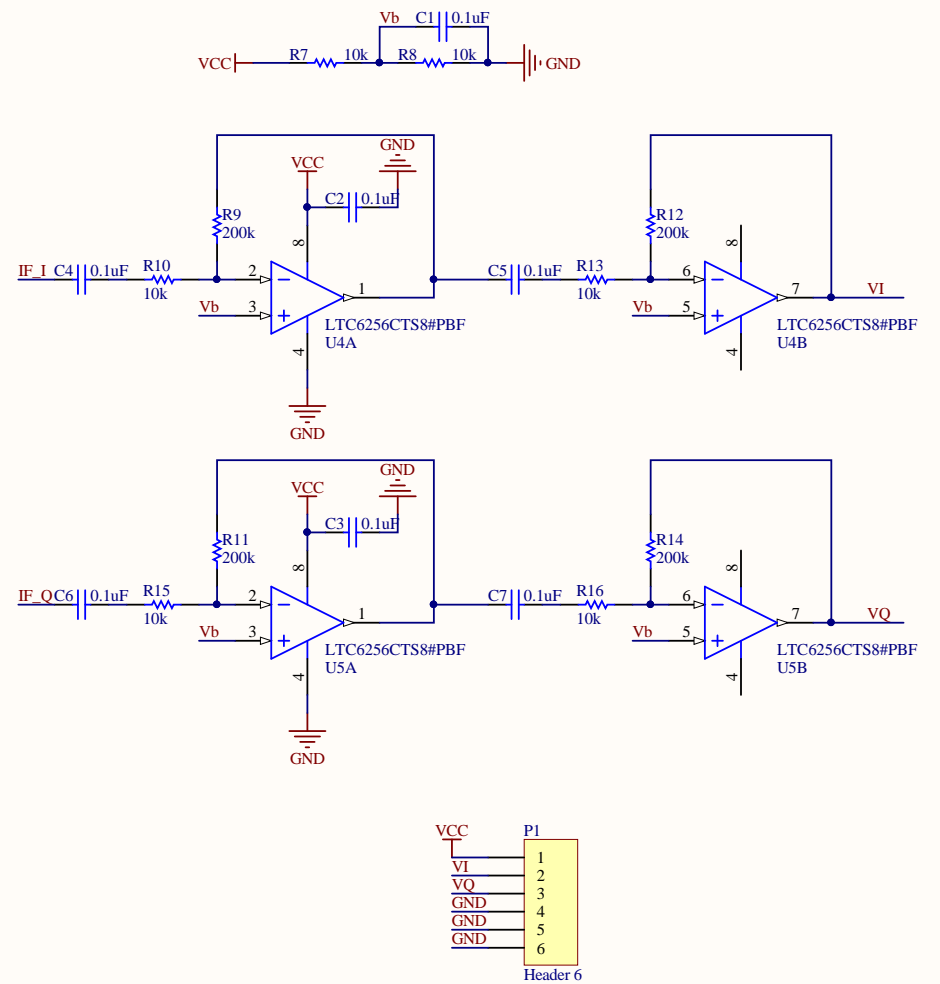 Vb C1 0.1uF
VCC R7 10k R8 10k GND
GND
VCC
C2 0.1uF
R9
200k
8
IF_I C4 0.1uF R10
10k
2
Vb 3
1
LTC6256CTS8#PBF
U4A
4
GND
R12
200k
8
C5 0.1uF R13
10k
6
Vb 5
7 VI
LTC6256CTS8#PBF
U4B
4
GND
VCC
C3 0.1uF
R11
200k
8
IF_Q C6 0.1uF R15
10k
2
Vb 3
1
LTC6256CTS8#PBF
U5A
4
GND
R14
200k
8
C7 0.1uF R16
10k
6
Vb 5
7 VQ
LTC6256CTS8#PBF
U5B
4
VCC P1
1
VI 2
VQ 3
GND 4
GND 5
GND 6
Header 6